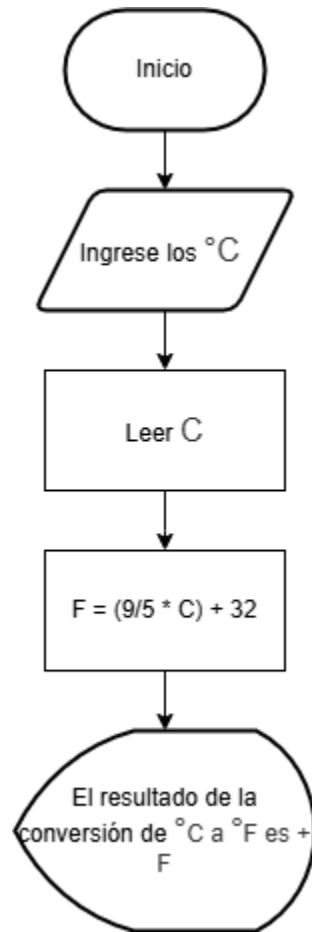 Inicio
Ingrese los °C
Leer C
F = (9/5 * C) + 32
El resultado de la
conversión de °C a °F es +
F